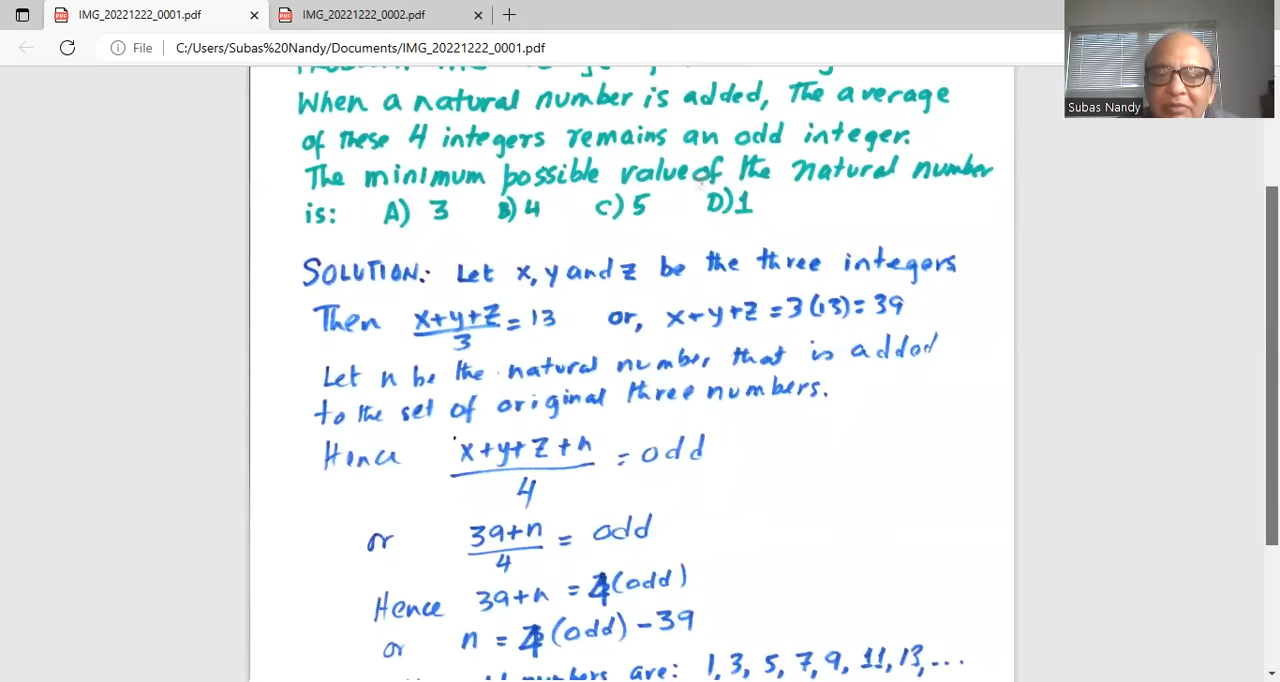 IMG_20221222_0001.pdf
IMG_20221222_0002.pdf
File
C:/Users/Subas%20Nandy/Documents/IMG_20221222_0001.pdf
Subas Nandy
When a natural number is added, The average
of these 4 integers remains an odd integer.
The minimum possible value of the natural number
is: A) 3 B) 4 C) 5 D) 1
SOLUTION: Let x, y and z be the three integers
Then x+y+z/3 = 13 or, x+y+z = 3(13) = 39
Let n be the natural number that is added
to the set of original three numbers.
Hence x+y+z+n/4 = odd
or 39+n/4 = odd
Hence 39+n = 4(odd)
or n = 4(odd) - 39
numbers are: 1, 3, 5, 7, 9, 11, 13, ...